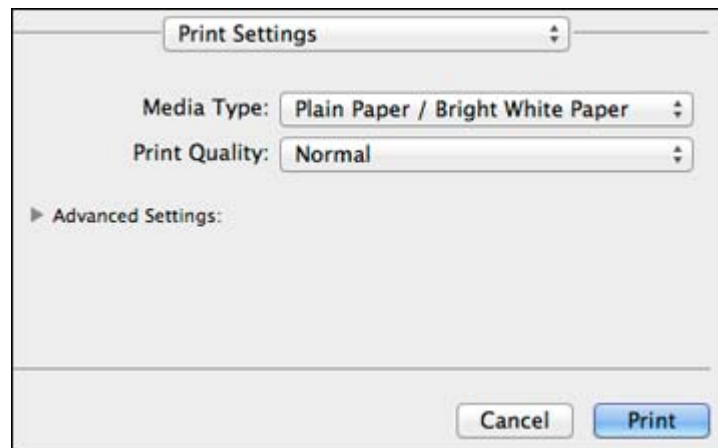 Print Settings
Media Type: Plain Paper / Bright White Paper
Print Quality: Normal
Advanced Settings:
Cancel Print